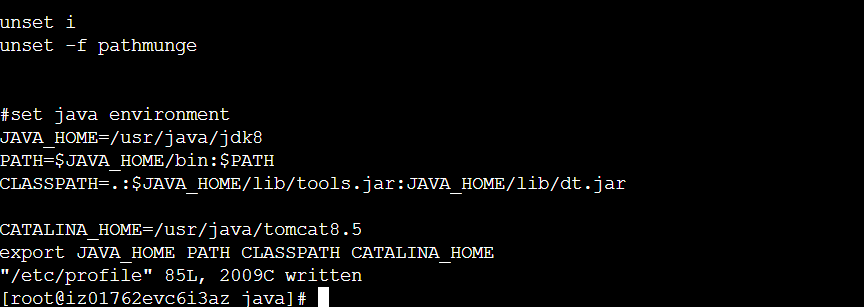 unset i
unset -f pathmunge
#set java environment
JAVA_HOME=/usr/java/jdk8
PATH=$JAVA_HOME/bin:$PATH
CLASSPATH=.:$JAVA_HOME/lib/tools.jar:JAVA_HOME/lib/dt.jar
CATALINA_HOME=/usr/java/tomcat8.5
export JAVA_HOME PATH CLASSPATH CATALINA_HOME
"/etc/profile" 85L, 2009C written
[root@iz01762evc6i3az java]#